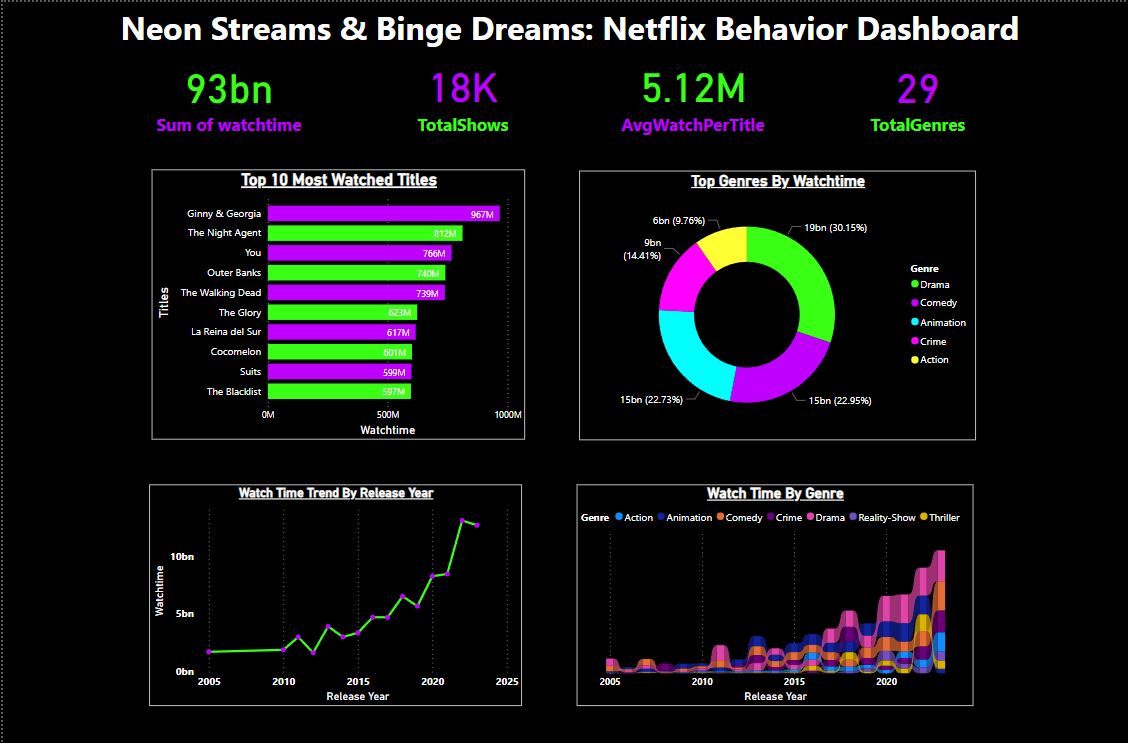 Neon Streams & Binge Dreams: Netflix Behavior Dashboard
93bn
Sum of watchtime
18K
TotalShows
5.12M
AvgWatchPerTitle
29
TotalGenres
Top 10 Most Watched Titles
Titles
Ginny & Georgia 967M
The Night Agent 812M
You 766M
Outer Banks 740M
The Walking Dead 739M
The Glory 623M
La Reina del Sur 617M
Cocomelon 601M
Suits 599M
The Blacklist 597M
0M 500M 1000M
Watchtime
Top Genres By Watchtime
6bn (9.76%)
19bn (30.15%)
9bn
(14.41%)
15bn (22.73%)
15bn (22.95%)
Genre
Drama
Comedy
Animation
Crime
Action
Watch Time Trend By Release Year
Watchtime
10bn
5bn
0bn
2005 2010 2015 2020 2025
Release Year
Watch Time By Genre
Genre Action Animation Comedy Crime Drama Reality-Show Thriller
2005 2010 2015 2020
Release Year